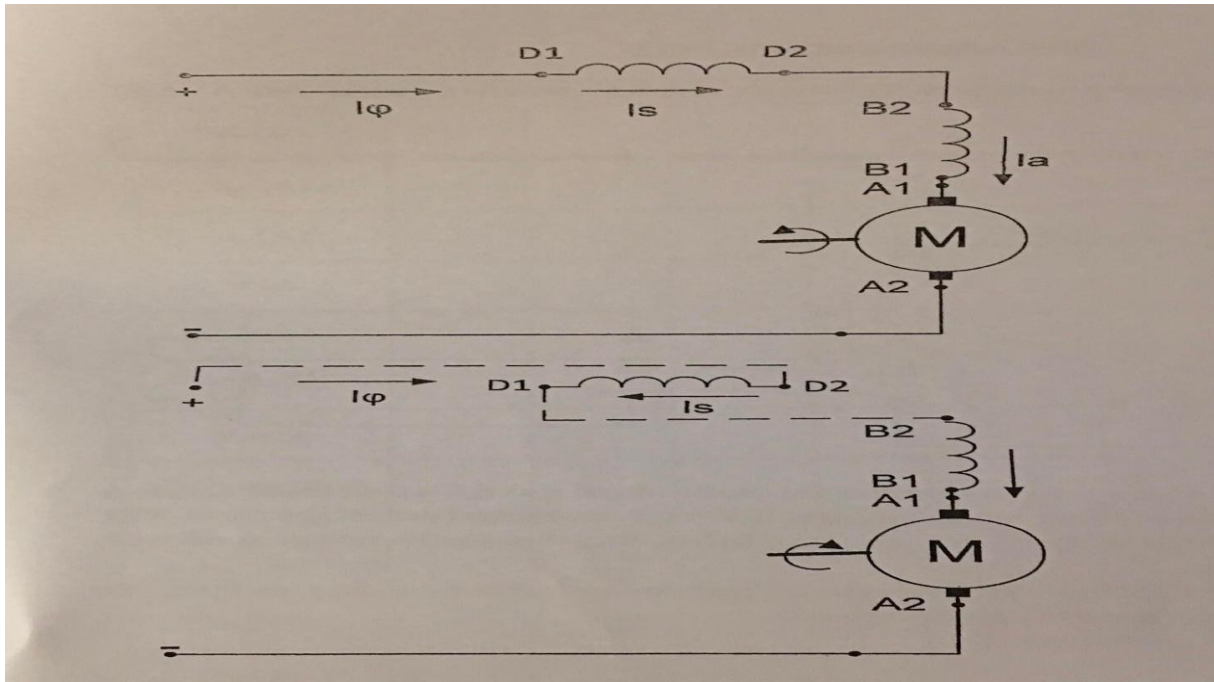 D1 D2
+ Iφ Is B2
B1 Ia
A1
M
A2
−
+ Iφ D1 Is D2
B2
B1
A1
M
A2
−